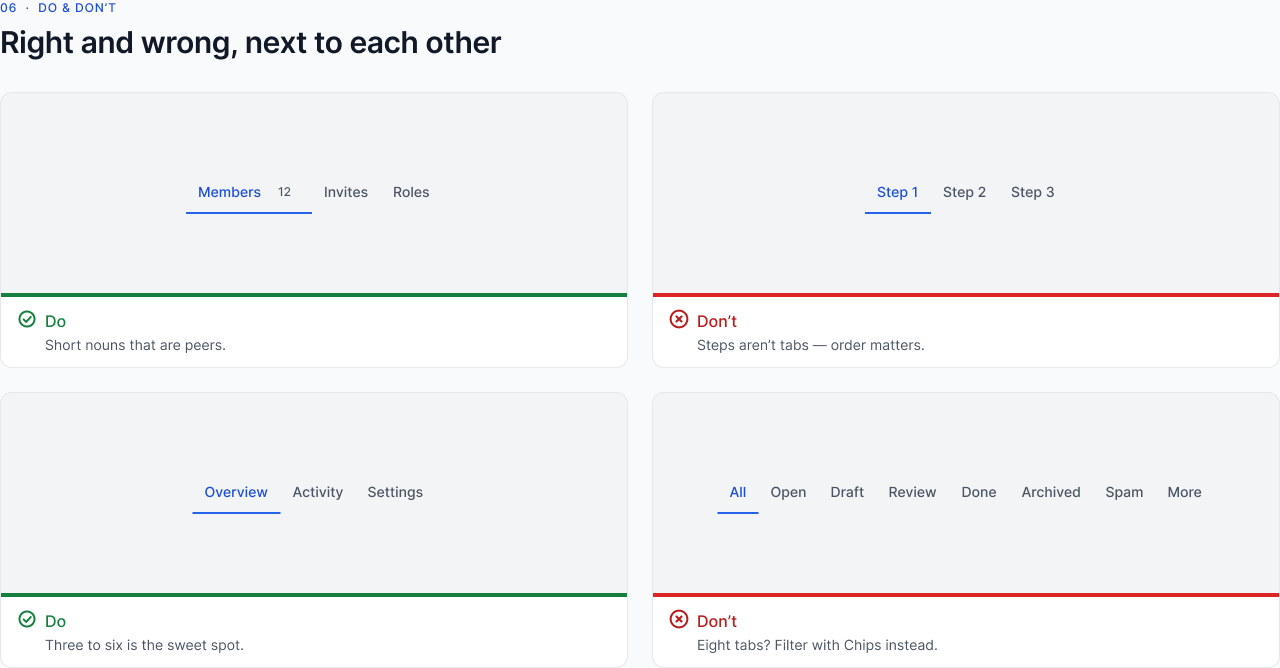 06 · DO & DON’T
Right and wrong, next to each other
Members 12 Invites Roles
Do
Short nouns that are peers.
Step 1 Step 2 Step 3
Don’t
Steps aren’t tabs — order matters.
Overview Activity Settings
Do
Three to six is the sweet spot.
All Open Draft Review Done Archived Spam More
Don’t
Eight tabs? Filter with Chips instead.